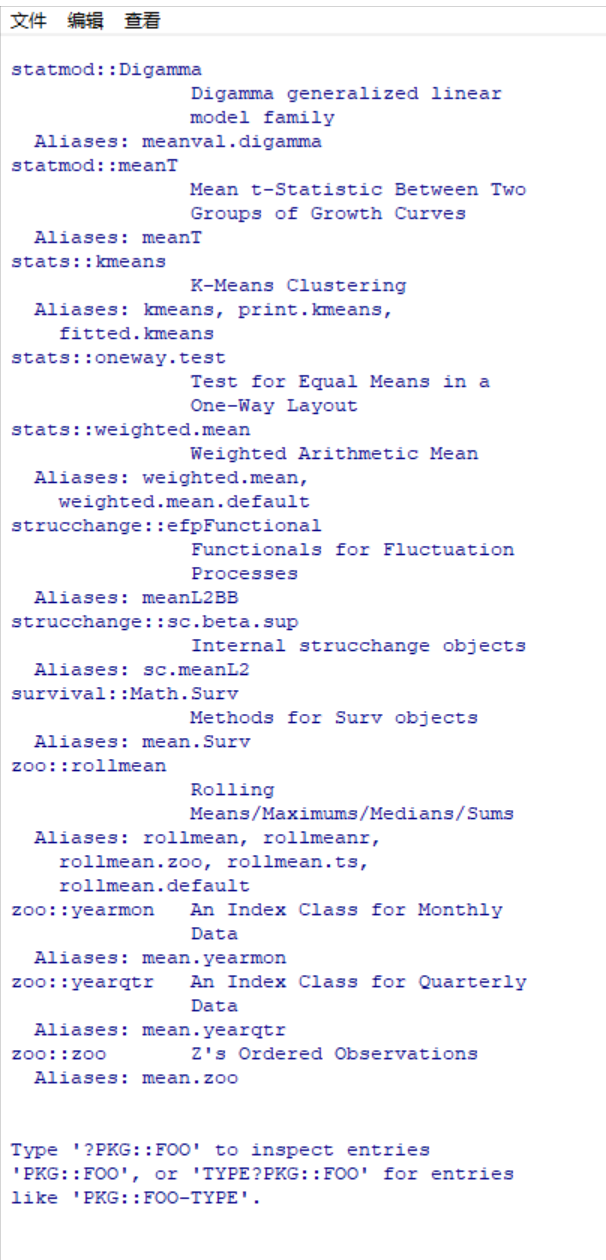 文件 编辑 查看
statmod::Digamma
Digamma generalized linear
model family
Aliases: meanval.digamma
statmod::meanT
Mean t-Statistic Between Two
Groups of Growth Curves
Aliases: meanT
stats::kmeans
K-Means Clustering
Aliases: kmeans, print.kmeans,
fitted.kmeans
stats::oneway.test
Test for Equal Means in a
One-Way Layout
stats::weighted.mean
Weighted Arithmetic Mean
Aliases: weighted.mean,
weighted.mean.default
strucchange::efpFunctional
Functionals for Fluctuation
Processes
Aliases: meanL2BB
strucchange::sc.beta.sup
Internal strucchange objects
Aliases: sc.meanL2
survival::Math.Surv
Methods for Surv objects
Aliases: mean.Surv
zoo::rollmean
Rolling
Means/Maximums/Medians/Sums
Aliases: rollmean, rollmeanr,
rollmean.zoo, rollmean.ts,
rollmean.default
zoo::yearmon An Index Class for Monthly
Data
Aliases: mean.yearmon
zoo::yearqtr An Index Class for Quarterly
Data
Aliases: mean.yearqtr
zoo::zoo Z's Ordered Observations
Aliases: mean.zoo
Type '?PKG::FOO' to inspect entries
'PKG::FOO', or 'TYPE?PKG::FOO' for entries
like 'PKG::FOO-TYPE'.